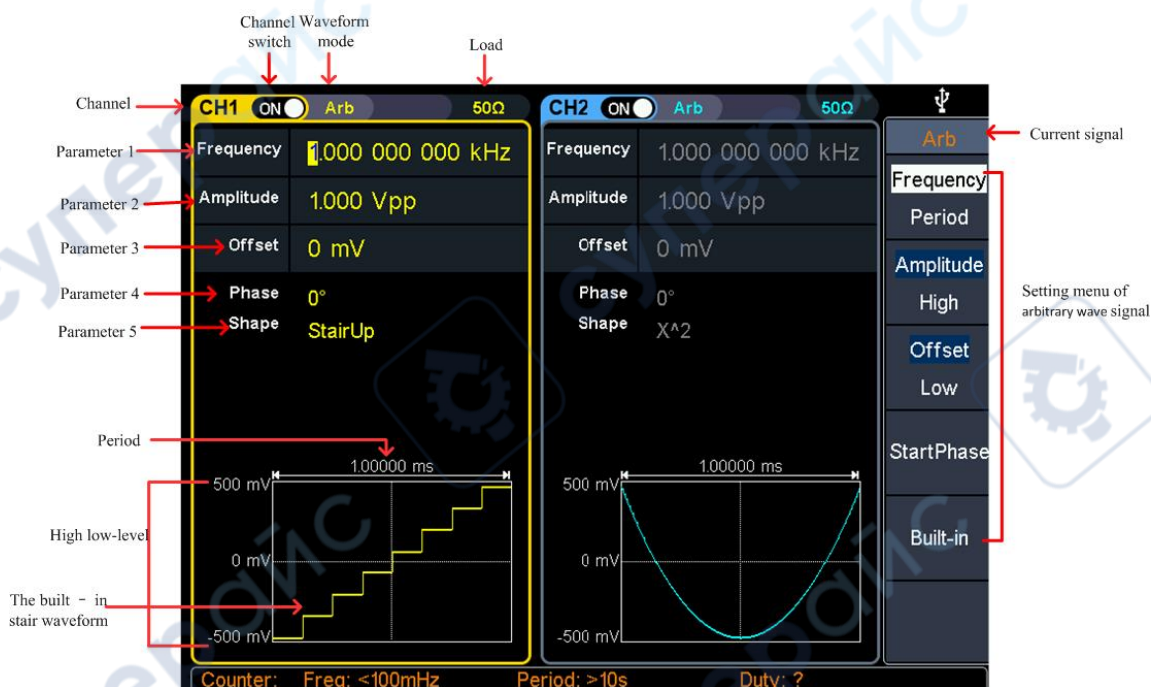 Channel Waveform
switch mode
Load
Channel
CH1 ON Arb 50Ω
CH2 ON Arb 50Ω
Arb
Current signal
Parameter 1
Frequency 1.000 000 000 kHz
Frequency 1.000 000 000 kHz
Frequency
Period
Parameter 2
Amplitude 1.000 Vpp
Amplitude 1.000 Vpp
Parameter 3
Offset 0 mV
Offset 0 mV
Amplitude
High
Parameter 4
Phase 0°
Phase 0°
Setting menu of
arbitrary wave signal
Parameter 5
Shape StairUp
Shape X^2
Offset
Low
StartPhase
Built-in
Period
1.00000 ms
1.00000 ms
500 mV
500 mV
High low-level
0 mV
0 mV
The built - in
stair waveform
-500 mV
-500 mV
Counter: Freq: <100mHz Period: >10s Duty: ?
супер
айс
супер
айс